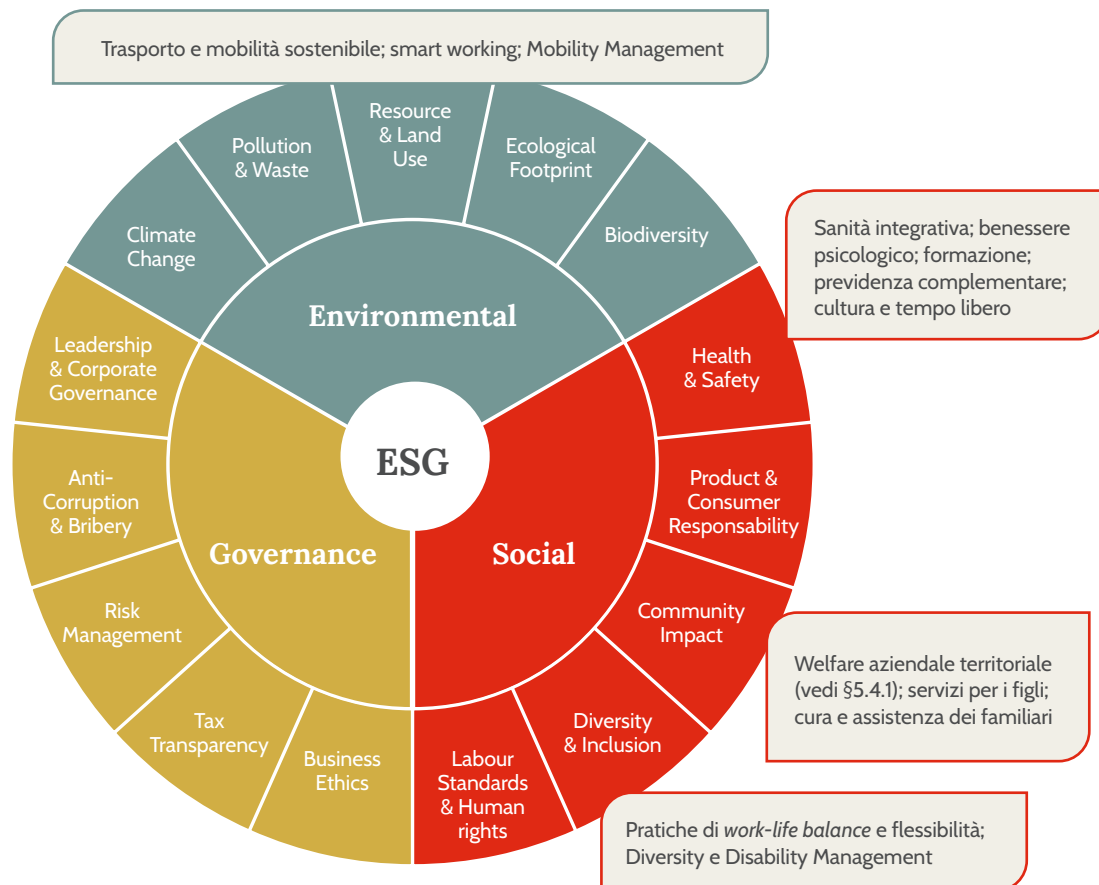 Trasporto e mobilità sostenibile; smart working; Mobility Management
Resource
& Land
Use
Pollution
& Waste
Ecological
Footprint
Climate
Change
Biodiversity
Sanità integrativa; benessere
psicologico; formazione;
previdenza complementare;
cultura e tempo libero
Environmental
Leadership
& Corporate
Governance
Health
& Safety
ESG
Anti-
Corruption
& Bribery
Product &
Consumer
Responsability
Governance
Social
Risk
Management
Community
Impact
Welfare aziendale territoriale
(vedi §5.4.1); servizi per i figli;
cura e assistenza dei familiari
Tax
Transparency
Diversity
& Inclusion
Business
Ethics
Labour
Standards
& Human
rights
Pratiche di work-life balance e flessibilità;
Diversity e Disability Management